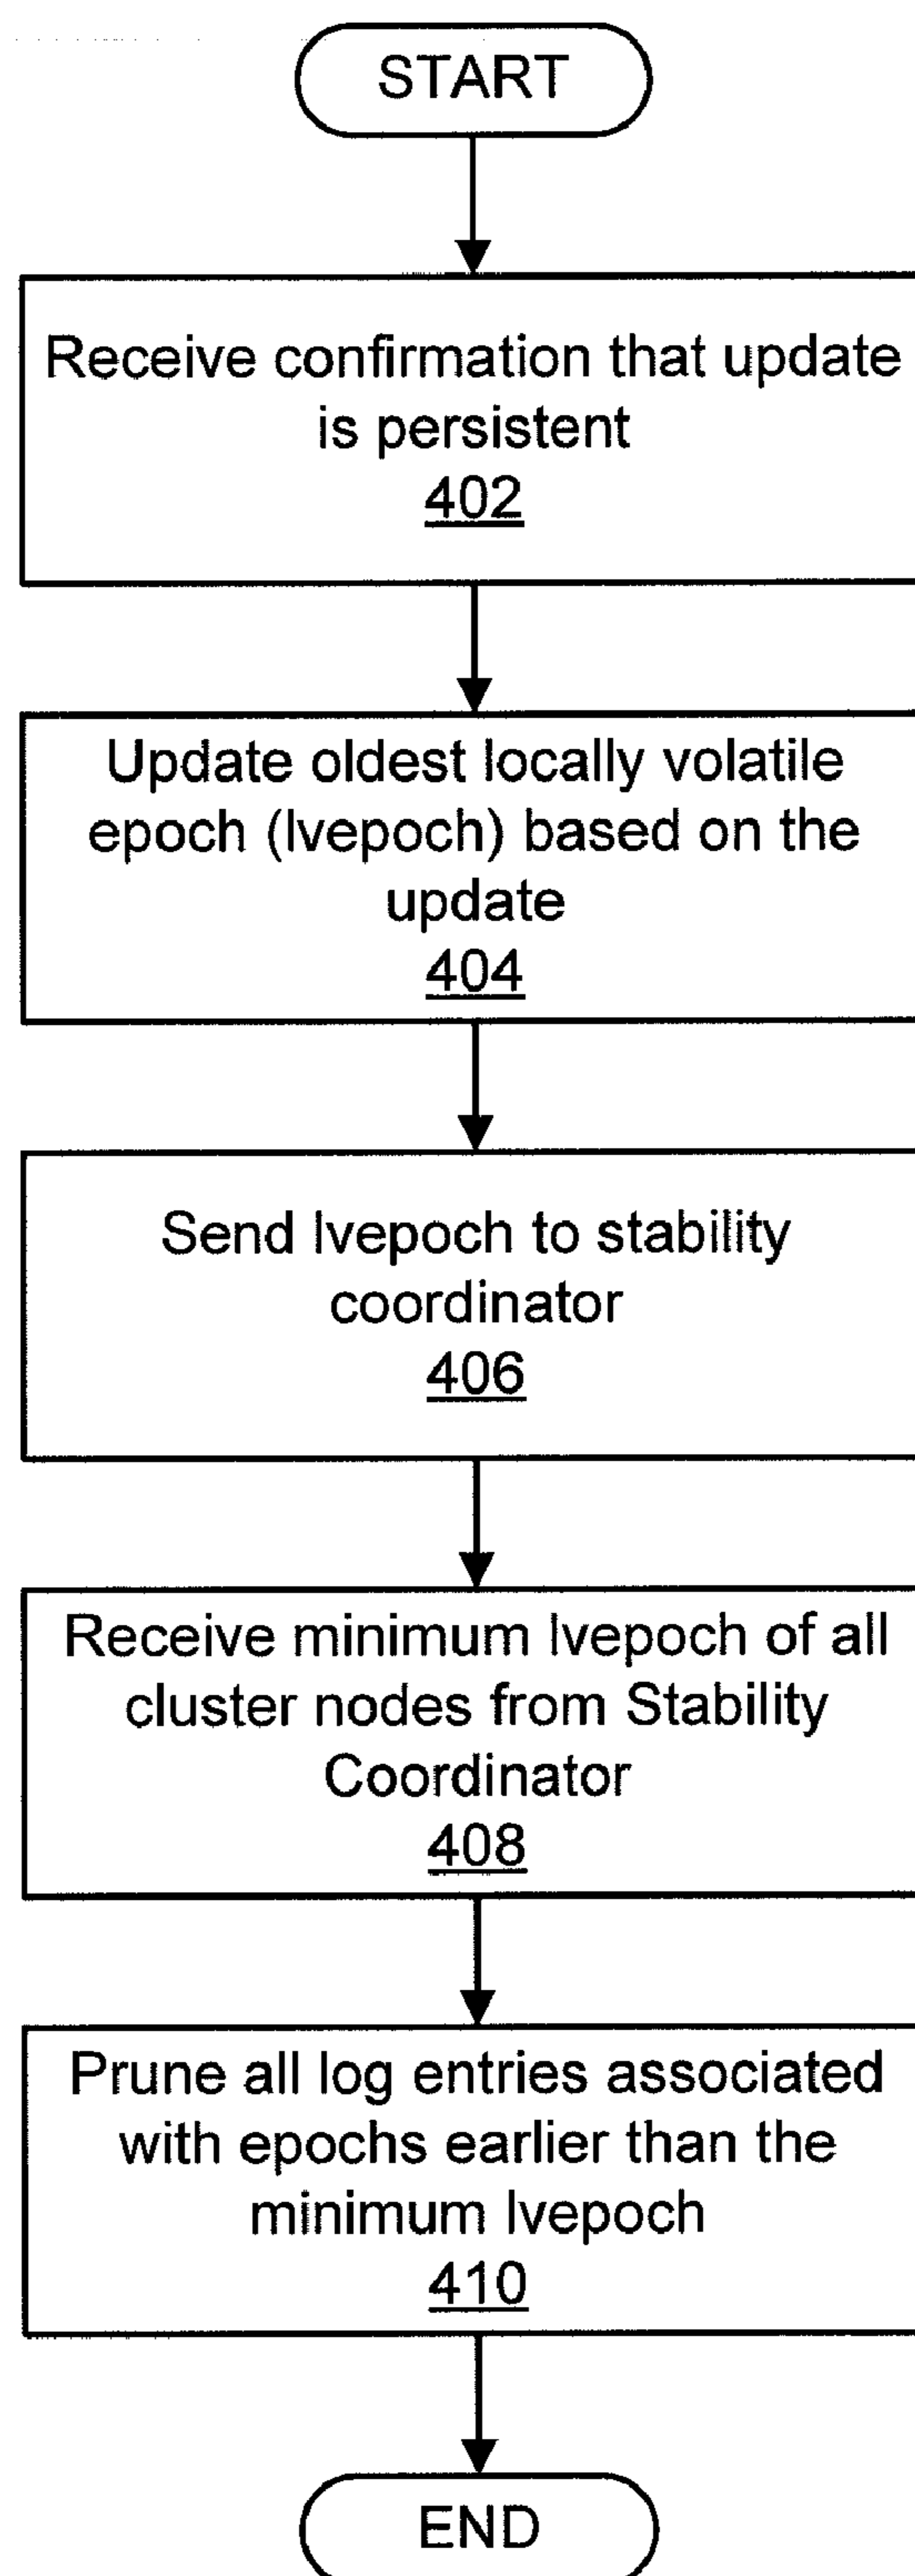 START
Receive confirmation that update
is persistent
402
Update oldest locally volatile
epoch (lvepoch) based on the
update
404
Send lvepoch to stability
coordinator
406
Receive minimum lvepoch of all
cluster nodes from Stability
Coordinator
408
Prune all log entries associated
with epochs earlier than the
minimum lvepoch
410
END